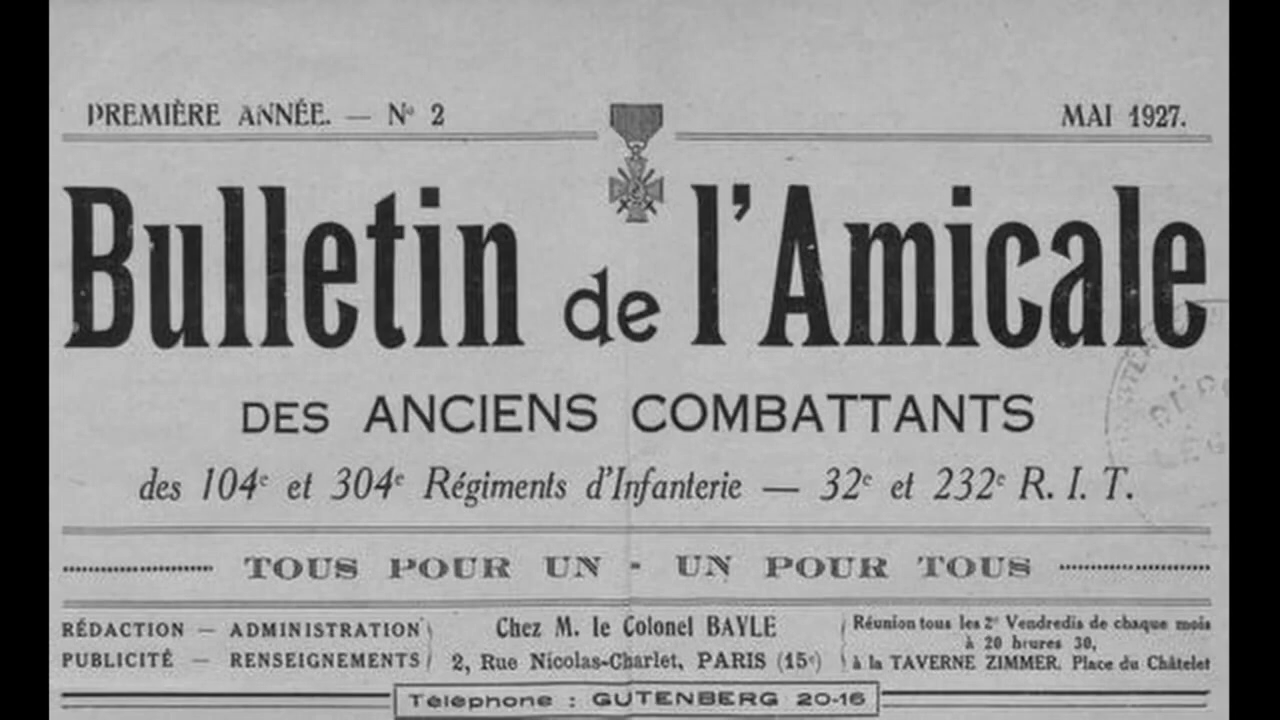 PREMIÈRE ANNÉE. — Nº 2
MAI 1927.
Bulletin de l'Amicale
DES ANCIENS COMBATTANTS
des 104e et 304e Régiments d'Infanterie — 32e et 232e R. I. T.
TOUS POUR UN - UN POUR TOUS
RÉDACTION — ADMINISTRATION
PUBLICITÉ — RENSEIGNEMENTS
Chez M. le Colonel BAYLE
2, Rue Nicolas-Charlet, PARIS (15e)
Réunion tous les 2e Vendredis de chaque mois
à 20 heures 30,
à la TAVERNE ZIMMER, Place du Châtelet
Téléphone : GUTENBERG 20-16